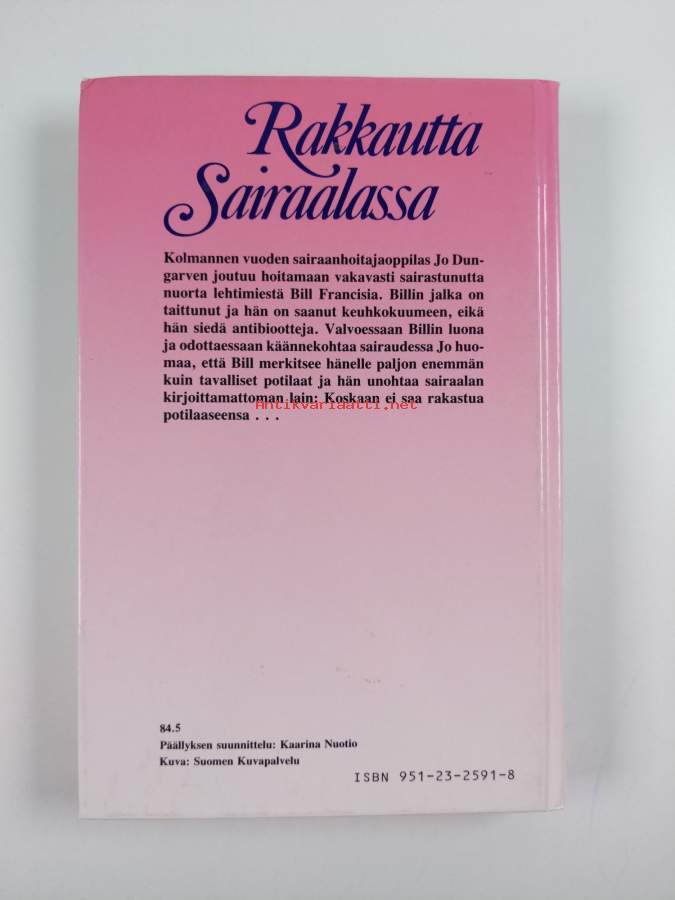 Rakkautta
Sairaalassa
Kolmannen vuoden sairaanhoitajaoppilas Jo Dun-
garven joutuu hoitamaan vakavasti sairastunutta
nuorta lehtimiestä Bill Francisia. Billin jalka on
taittunut ja hän on saanut keuhkokuumeen, eikä
hän siedä antibiootteja. Valvoessaan Billin luona
ja odottaessaan käännekohtaa sairaudessa Jo huo-
maa, että Bill merkitsee hänelle paljon enemmän
kuin tavalliset potilaat ja hän unohtaa sairaalan
kirjoittamattoman lain: Koskaan ei saa rakastua
Antikvariaatti.net
potilaaseensa . . .
84.5
Päällyksen suunnittelu: Kaarina Nuotio
Kuva: Suomen Kuvapalvelu
ISBN 951-23-2591-8